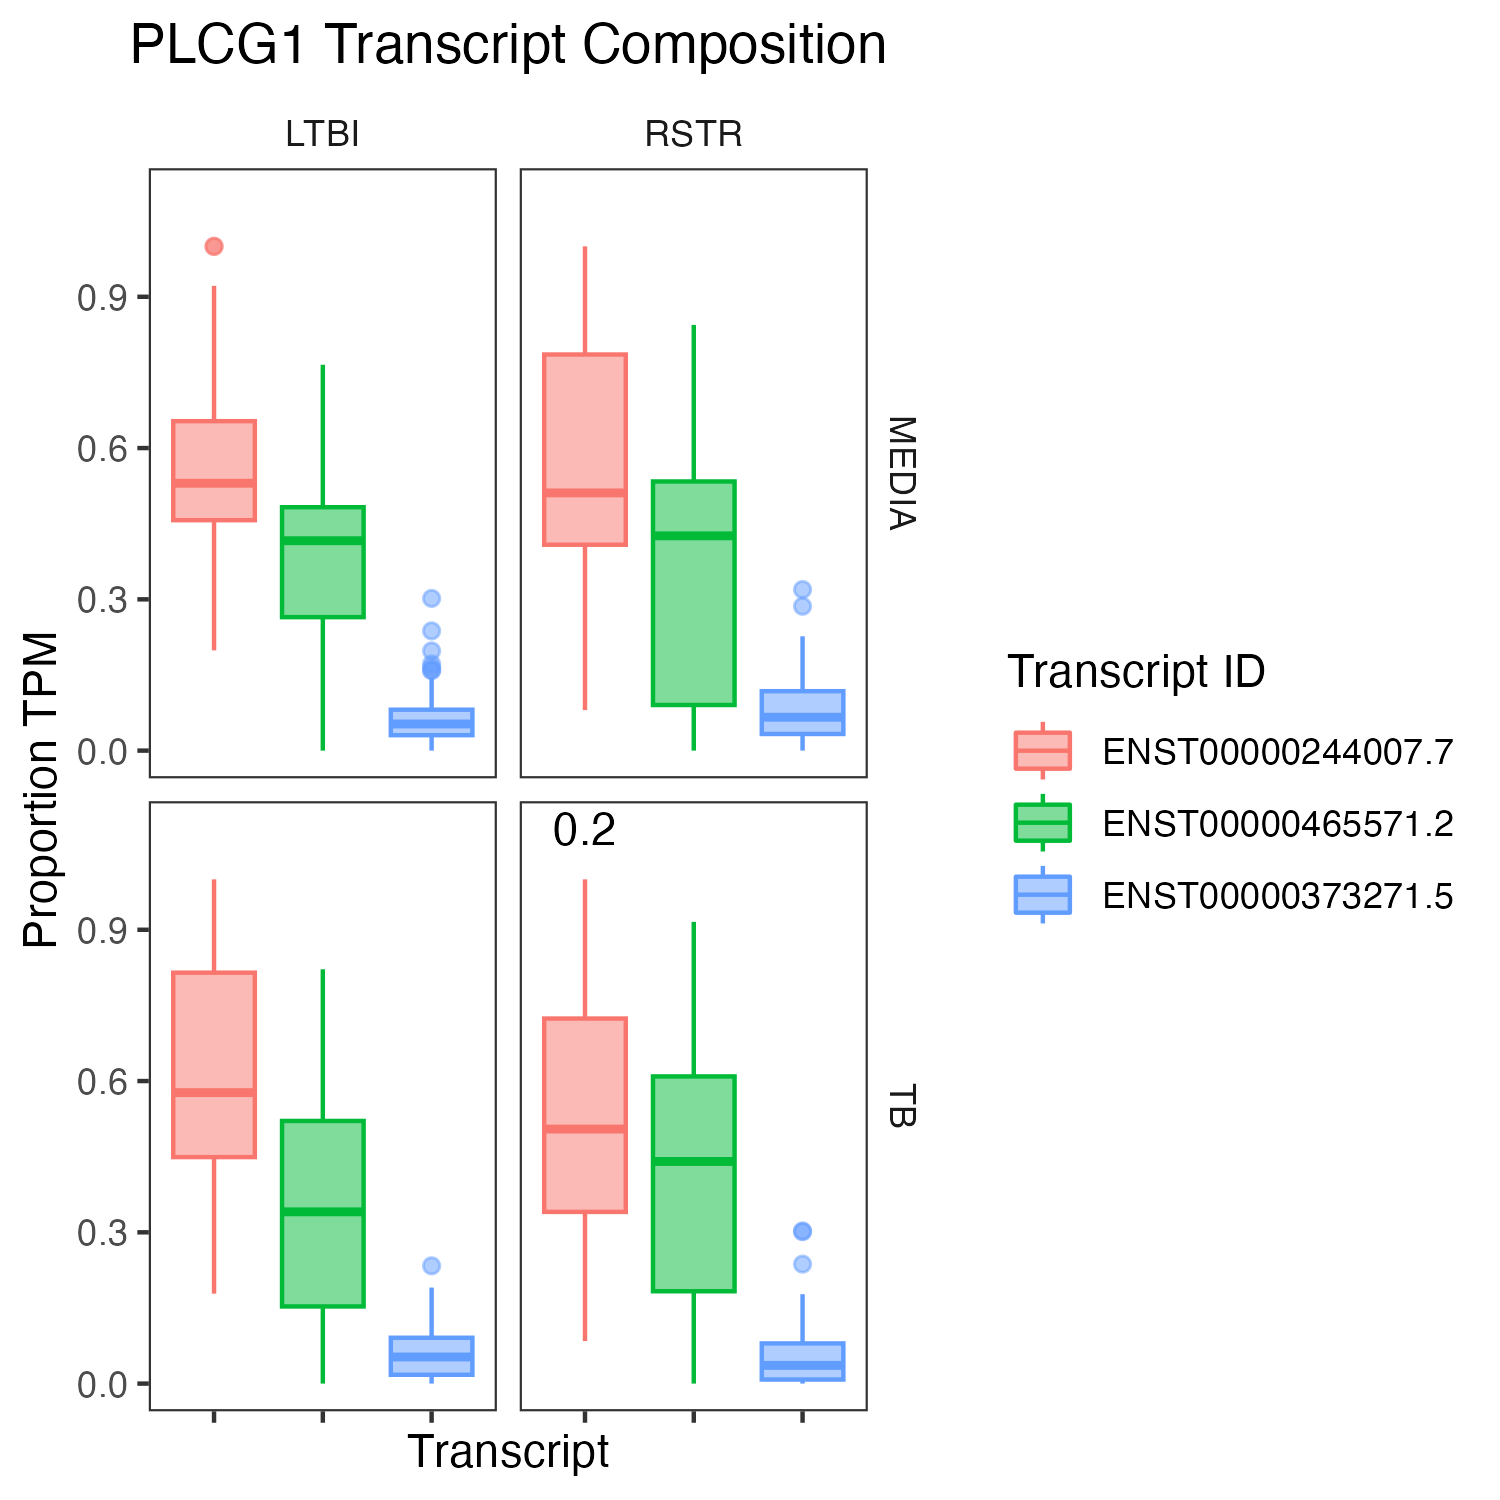 PLCG1 Transcript Composition
LTBI
RSTR
0.9
0.6
0.3
0.0
MEDIA
0.2
0.9
0.6
0.3
0.0
TB
Proportion TPM
Transcript
Transcript ID
ENST00000244007.7
ENST00000465571.2
ENST00000373271.5